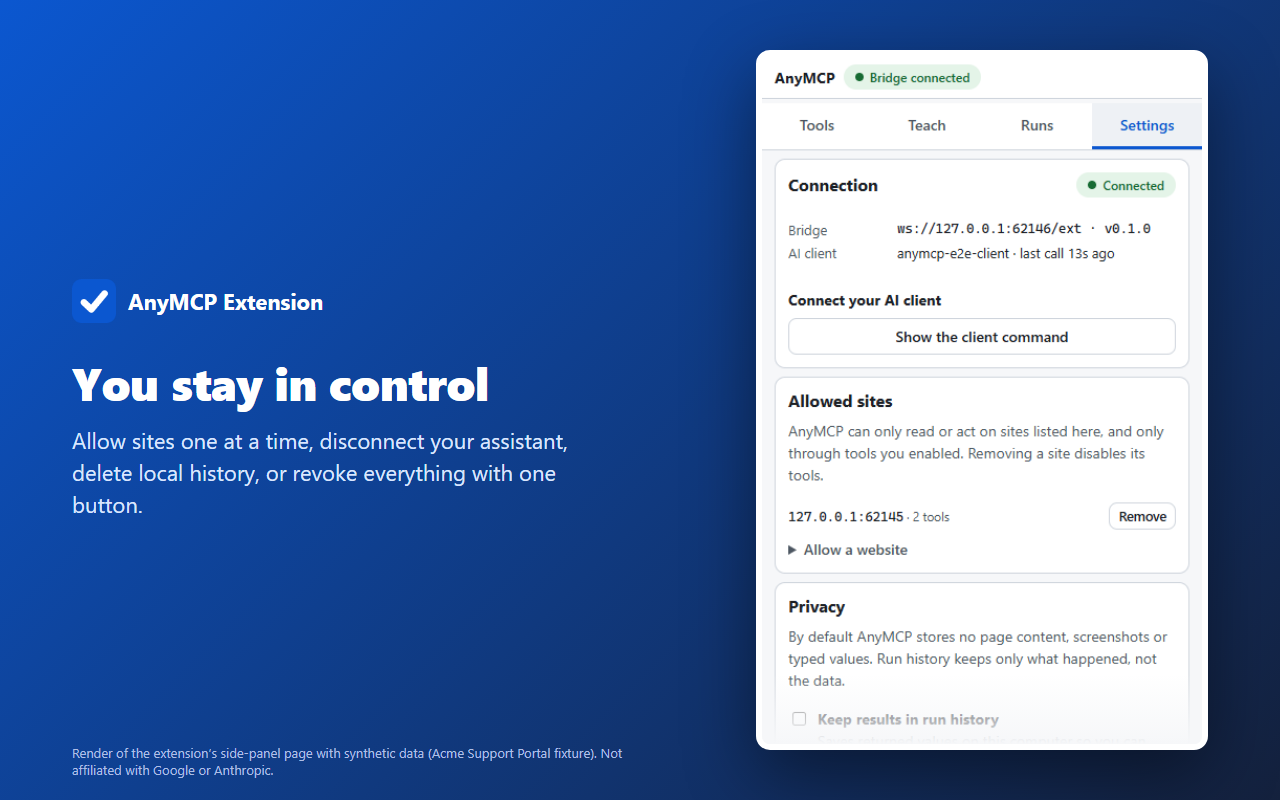 AnyMCP Extension
You stay in control
Allow sites one at a time, disconnect your assistant,
delete local history, or revoke everything with one
button.
Render of the extension's side-panel page with synthetic data (Acme Support Portal fixture). Not
affiliated with Google or Anthropic.
AnyMCP Bridge connected
Tools Teach Runs Settings
Connection Connected
Bridge ws://127.0.0.1:62146/ext · v0.1.0
AI client anymcp-e2e-client · last call 13s ago
Connect your AI client
Show the client command
Allowed sites
AnyMCP can only read or act on sites listed here, and only
through tools you enabled. Removing a site disables its
tools.
127.0.0.1:62145 · 2 tools Remove
Allow a website
Privacy
By default AnyMCP stores no page content, screenshots or
typed values. Run history keeps only what happened, not
the data.
Keep results in run history